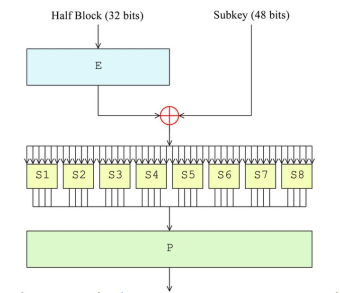 Half Block (32 bits) Subkey (48 bits)
E
S1 S2 S3 S4 S5 S6 S7 S8
P